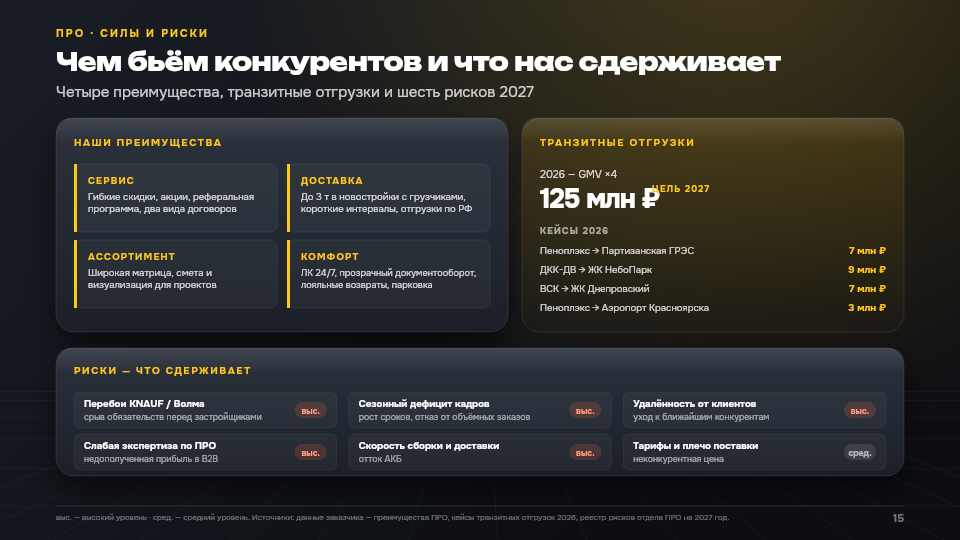 ПРО · СИЛЫ И РИСКИ
Чем бьём конкурентов и что нас сдерживает
Четыре преимущества, транзитные отгрузки и шесть рисков 2027
НАШИ ПРЕИМУЩЕСТВА
СЕРВИС
Гибкие скидки, акции, реферальная
программа, два вида договоров
ДОСТАВКА
До 3 т в новостройки с грузчиками,
короткие интервалы, отгрузки по РФ
АССОРТИМЕНТ
Широкая матрица, смета и
визуализация для проектов
КОМФОРТ
ЛК 24/7, прозрачный документооборот,
лояльные возвраты, парковка
ТРАНЗИТНЫЕ ОТГРУЗКИ
2026 — GMV ×4
125 млн ₽
ЦЕЛЬ 2027
КЕЙСЫ 2026
Пеноплэкс → Партизанская ГРЭС 7 млн ₽
ДКК-ДВ → ЖК НебоПарк 9 млн ₽
ВСК → ЖК Днепровский 7 млн ₽
Пеноплэкс → Аэропорт Красноярска 3 млн ₽
РИСКИ — ЧТО СДЕРЖИВАЕТ
Перебои KNAUF / Волма
срыв обязательств перед застройщиками
выс.
Сезонный дефицит кадров
рост сроков, отказ от объёмных заказов
выс.
Удалённость от клиентов
уход к ближайшим конкурентам
выс.
Слабая экспертиза по ПРО
недополученная прибыль в B2B
выс.
Скорость сборки и доставки
отток АКБ
выс.
Тарифы и плечо поставки
неконкурентная цена
сред.
выс. — высокий уровень · сред. — средний уровень. Источники: данные заказчика — преимущества ПРО, кейсы транзитных отгрузок 2026, реестр рисков отдела ПРО на 2027 год.
15